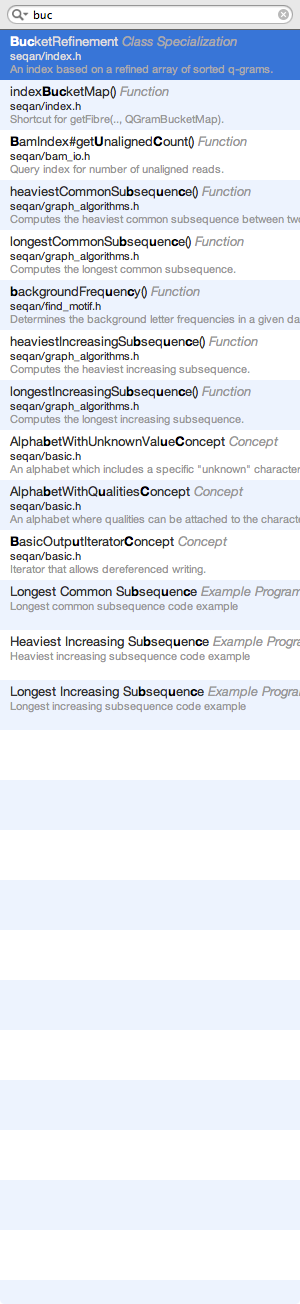 buc
BucketRefinement Class Specialization
seqan/index.h
An index based on a refined array of sorted q-grams.
indexBucketMap() Function
seqan/index.h
Shortcut for getFibre(.., QGramBucketMap).
BamIndex#getUnalignedCount() Function
seqan/bam_io.h
Query index for number of unaligned reads.
heaviestCommonSubsequence() Function
seqan/graph_algorithms.h
Computes the heaviest common subsequence between two
longestCommonSubsequence() Function
seqan/graph_algorithms.h
Computes the longest common subsequence.
backgroundFrequency() Function
seqan/find_motif.h
Determines the background letter frequencies in a given da
heaviestIncreasingSubsequence() Function
seqan/graph_algorithms.h
Computes the heaviest increasing subsequence.
longestIncreasingSubsequence() Function
seqan/graph_algorithms.h
Computes the longest increasing subsequence.
AlphabetWithUnknownValueConcept Concept
seqan/basic.h
An alphabet which includes a specific "unknown" character
AlphabetWithQualitiesConcept Concept
seqan/basic.h
An alphabet where qualities can be attached to the characte
BasicOutputIteratorConcept Concept
seqan/basic.h
Iterator that allows dereferenced writing.
Longest Common Subsequence Example Program
Longest common subsequence code example
Heaviest Increasing Subsequence Example Progra
Heaviest increasing subsequence code example
Longest Increasing Subsequence Example Program
Longest increasing subsequence code example